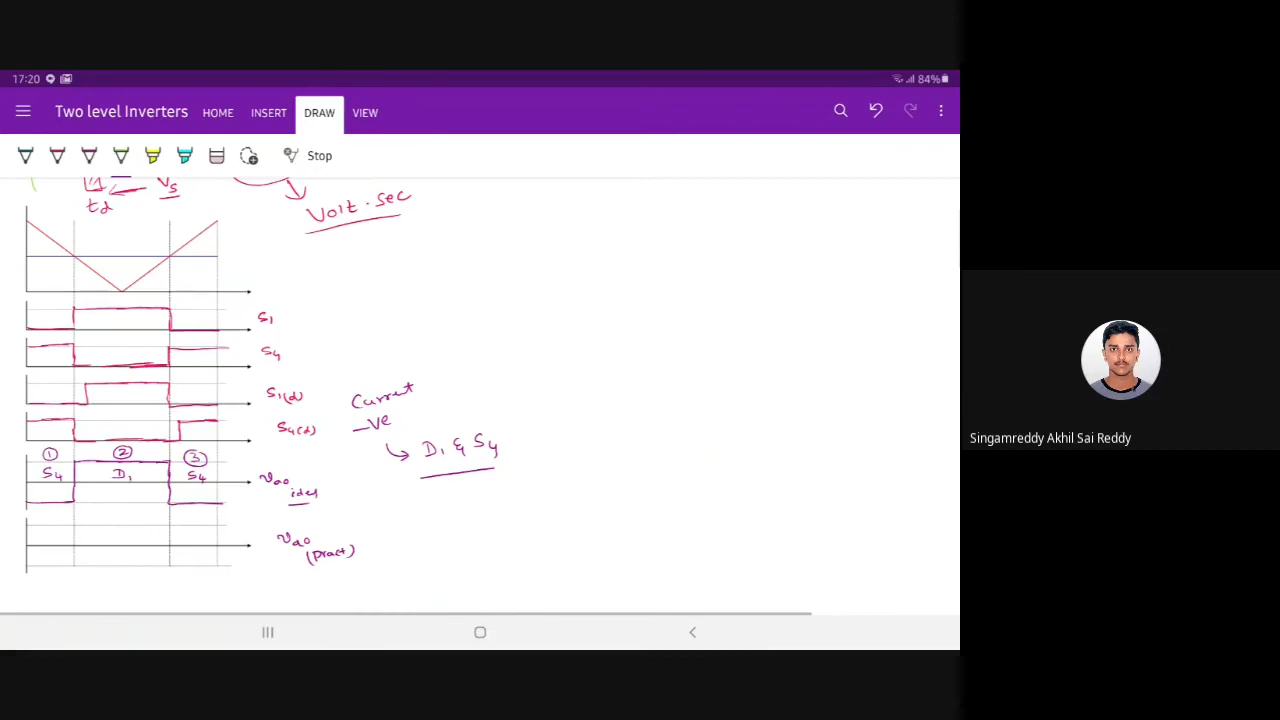 17:20 84%
Two level Inverters HOME INSERT DRAW VIEW
Stop
Vs
td
Volt. sec
S1
S4
S1(d)
Current
-ve
S4(d)
D1 & S4
① ② ③
S4 D1 S4
Vao
Vao
(Pract)
Singamreddy Akhil Sai Reddy